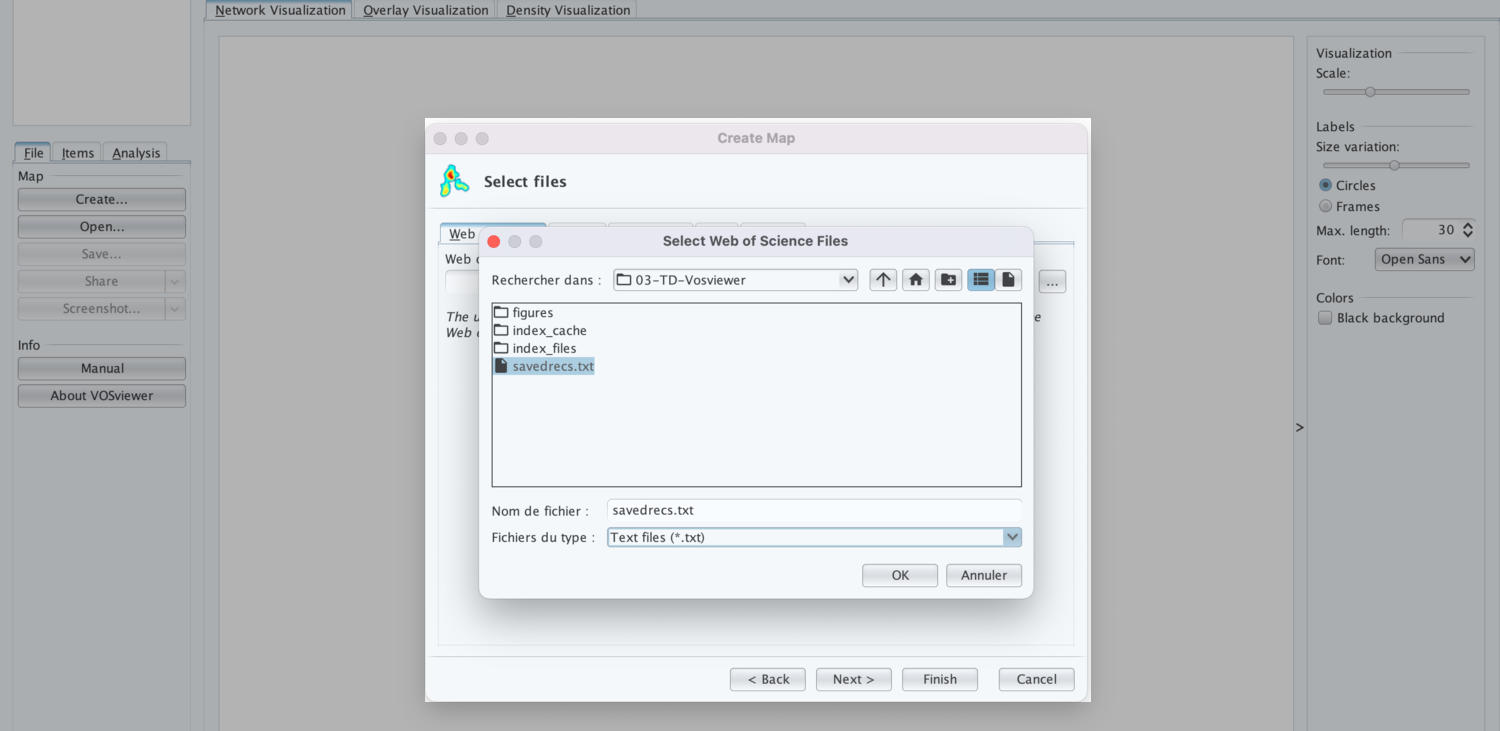 Network Visualization Overlay Visualization Density Visualization
File Items Analysis
Map
Create...
Open...
Save...
Share
Screenshot...
Info
Manual
About VOSviewer
Create Map
Select files
Web
Web
The
Web
Select Web of Science Files
Rechercher dans : 03-TD-Vosviewer
...
figures
index_cache
index_files
savedrecs.txt
Nom de fichier : savedrecs.txt
Fichiers du type : Text files (*.txt)
OK Annuler
< Back Next > Finish Cancel
>
Visualization
Scale:
Labels
Size variation:
Circles
Frames
Max. length: 30
Font: Open Sans
Colors
Black background